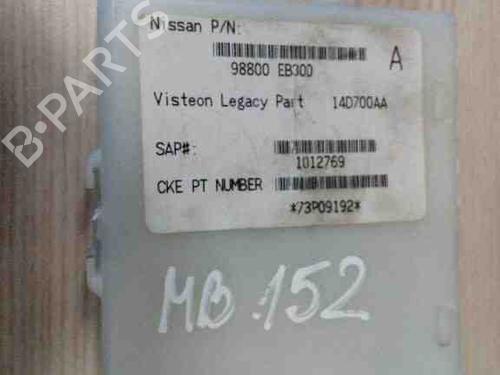 Nissan P/N:
98800 EB30D
A
Visteon Legacy Part 14D700AA
SAP#:
1012769
CKE PT NUMBER
*73P09192*
MB.152
B-PARTS